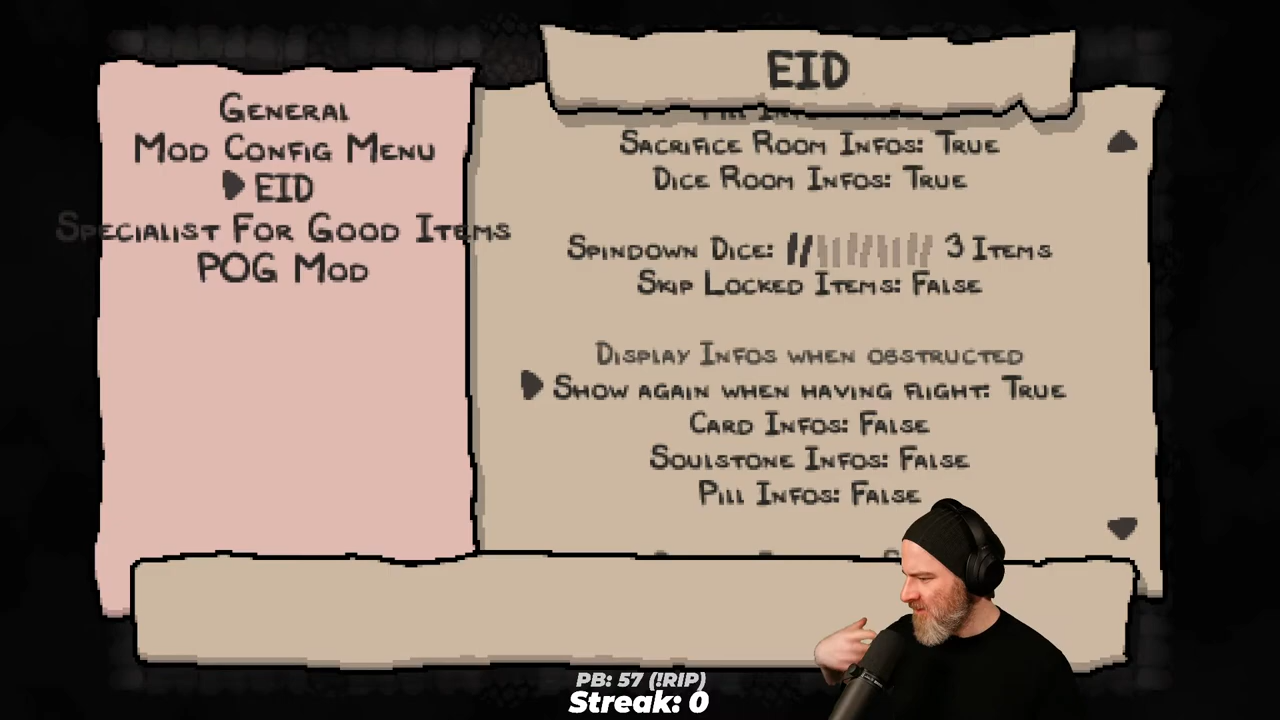 EID
General
Mod Config Menu
EID
Specialist For Good Items
POG Mod
Sacrifice Room Infos: True
Dice Room Infos: True
Spindown Dice: 3 Items
Skip Locked Items: False
Display Infos when obstructed
Show again when having flight: True
Card Infos: False
Soulstone Infos: False
Pill Infos: False
PB: 57 (!RIP)
Streak: 0